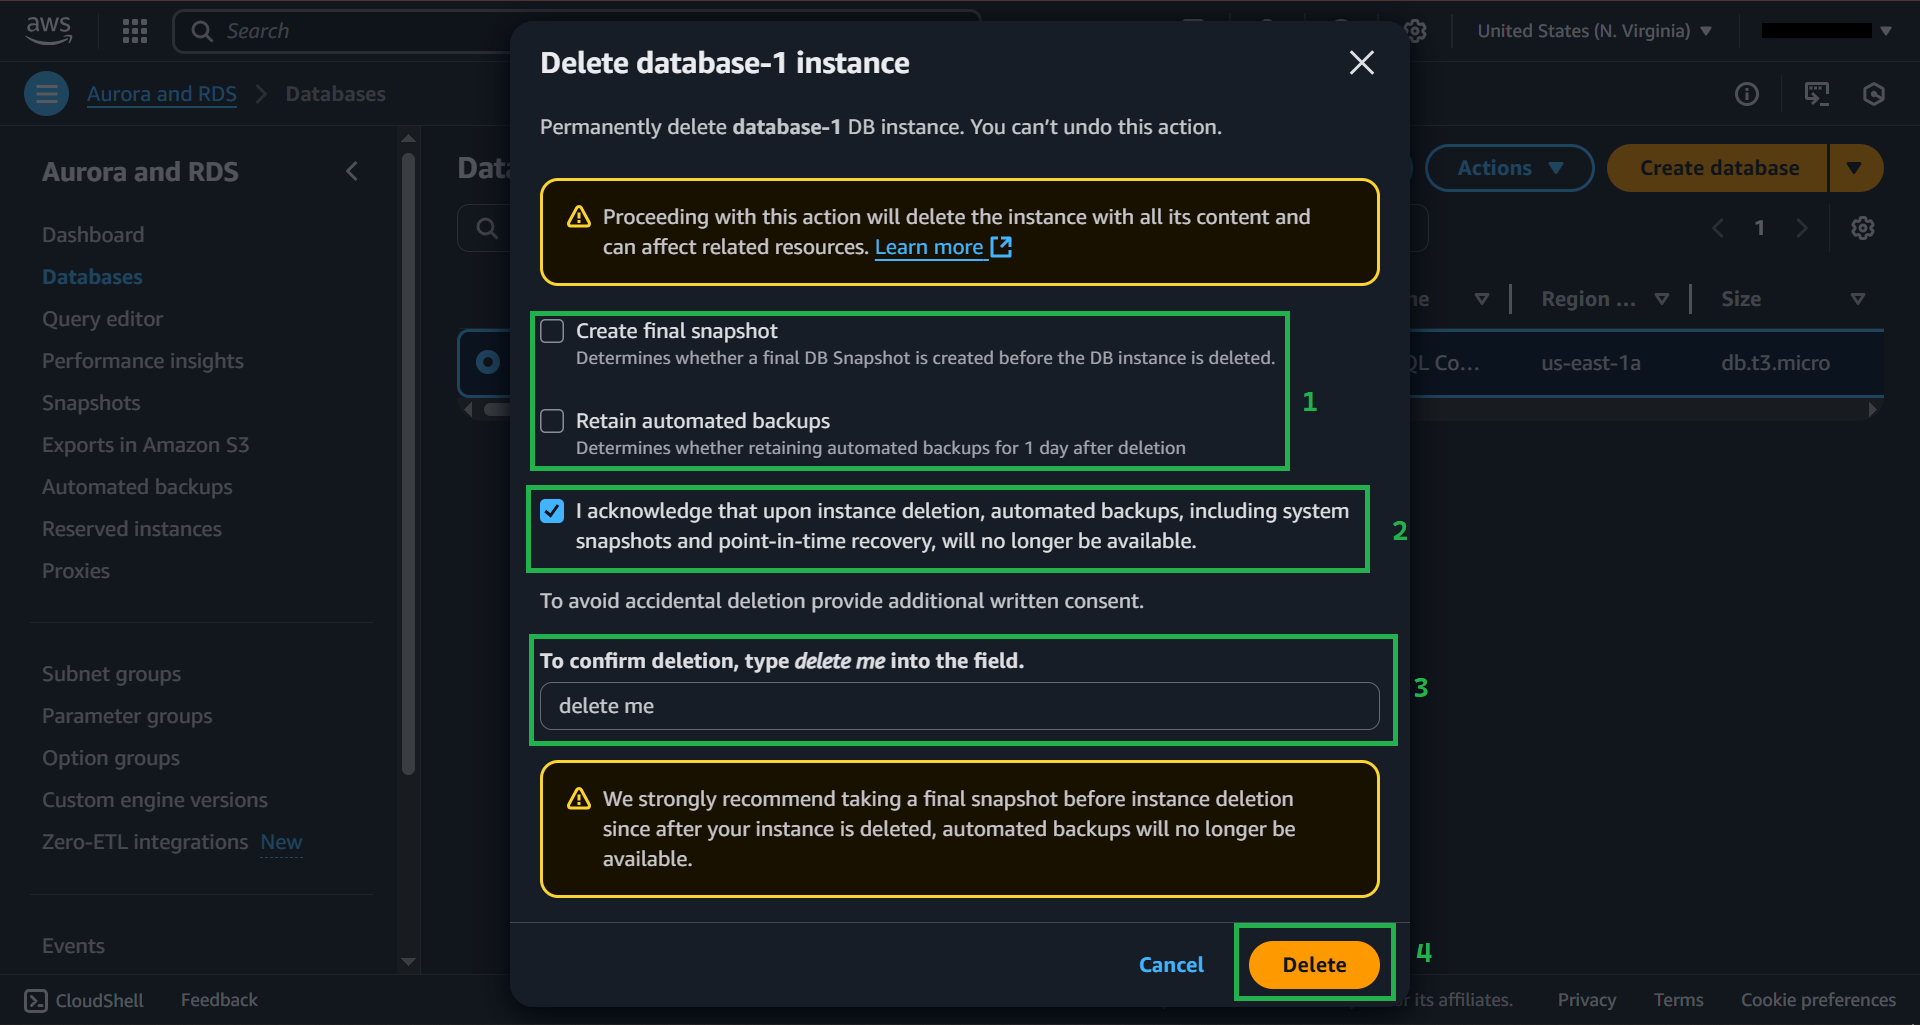 aws
Search
United States (N. Virginia)
Aurora and RDS
Databases
Aurora and RDS
Dashboard
Databases
Query editor
Performance insights
Snapshots
Exports in Amazon S3
Automated backups
Reserved instances
Proxies
Subnet groups
Parameter groups
Option groups
Custom engine versions
Zero-ETL integrations New
Events
Dat
Actions
Create database
1
Region ...
Size
QL Co...
us-east-1a
db.t3.micro
Delete database-1 instance
Permanently delete database-1 DB instance. You can’t undo this action.
Proceeding with this action will delete the instance with all its content and
can affect related resources. Learn more
Create final snapshot
Determines whether a final DB Snapshot is created before the DB instance is deleted.
Retain automated backups
Determines whether retaining automated backups for 1 day after deletion
1
I acknowledge that upon instance deletion, automated backups, including system
snapshots and point-in-time recovery, will no longer be available.
2
To avoid accidental deletion provide additional written consent.
To confirm deletion, type delete me into the field.
delete me
3
We strongly recommend taking a final snapshot before instance deletion
since after your instance is deleted, automated backups will no longer be
available.
Cancel
Delete
4
CloudShell
Feedback
its affiliates.
Privacy
Terms
Cookie preferences